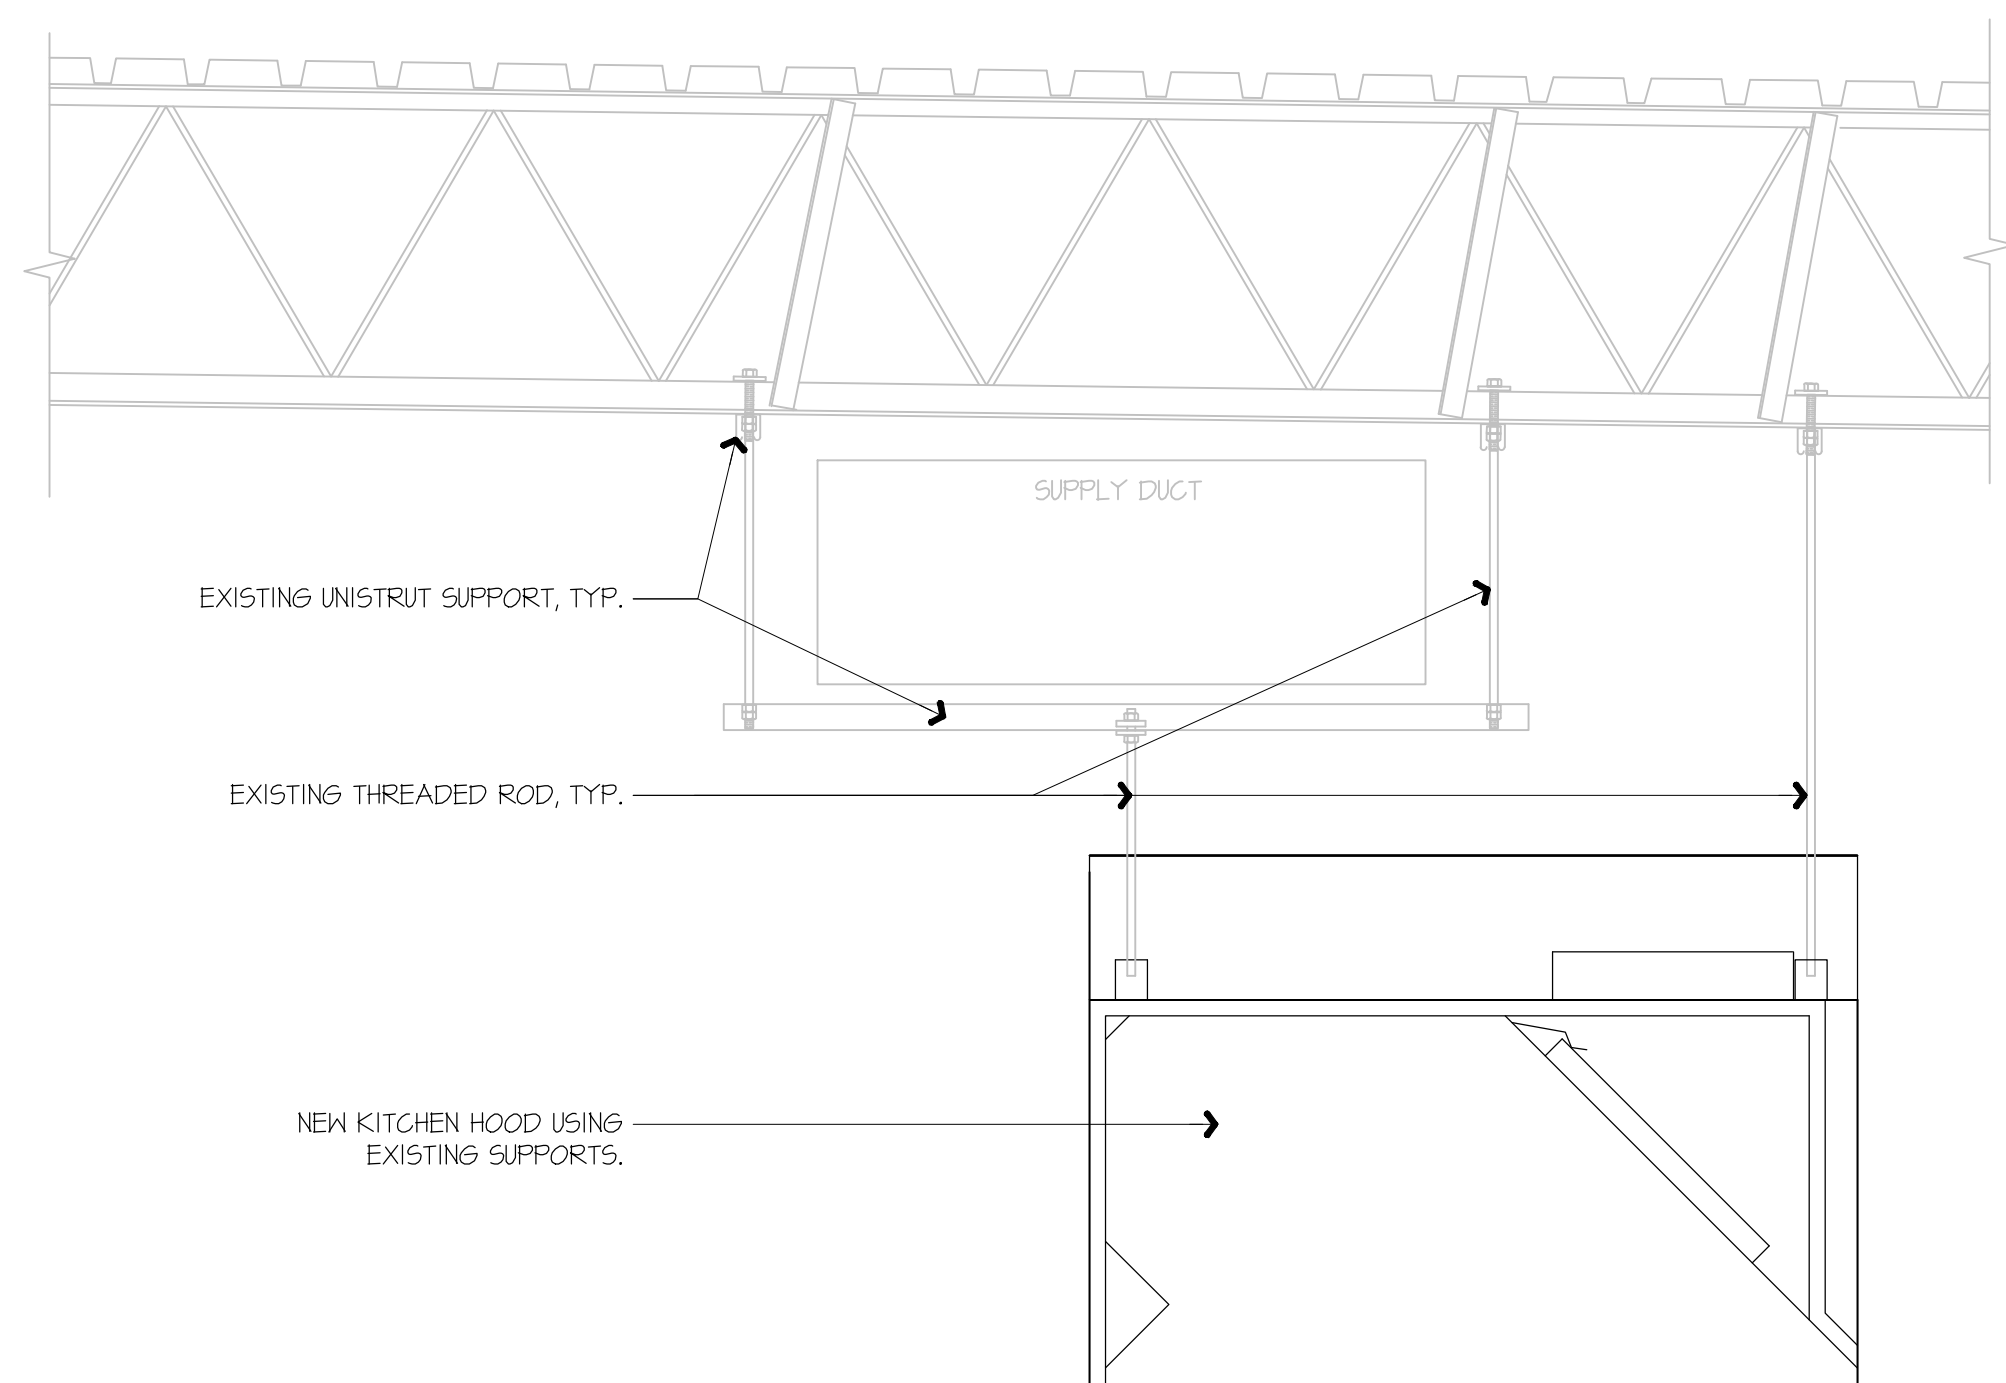 SUPPLY DUCT
EXISTING UNISTRUT SUPPORT, TYP.
EXISTING THREADED ROD, TYP.
NEW KITCHEN HOOD USING
EXISTING SUPPORTS.